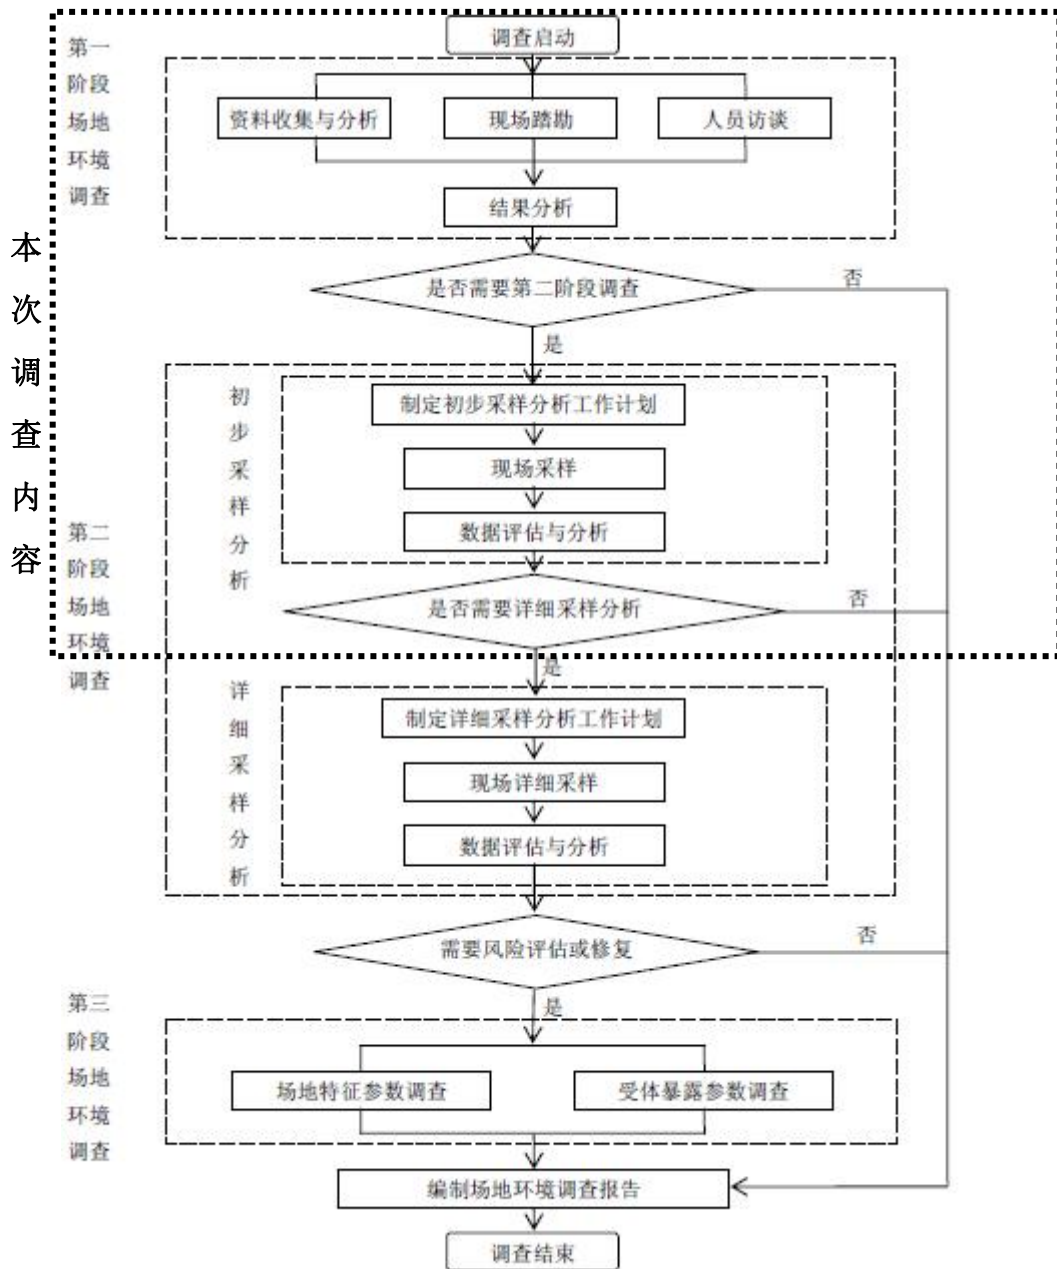 本次调查内容
调查启动
第一阶段场地环境调查
资料收集与分析
现场踏勘
人员访谈
结果分析
是否需要第二阶段调查
否
是
第二阶段场地环境调查
初步采样分析
制定初步采样分析工作计划
现场采样
数据评估与分析
是否需要详细采样分析
否
是
详细采样分析
制定详细采样分析工作计划
现场详细采样
数据评估与分析
需要风险评估或修复
否
是
第三阶段场地环境调查
场地特征参数调查
受体暴露参数调查
编制场地环境调查报告
调查结束